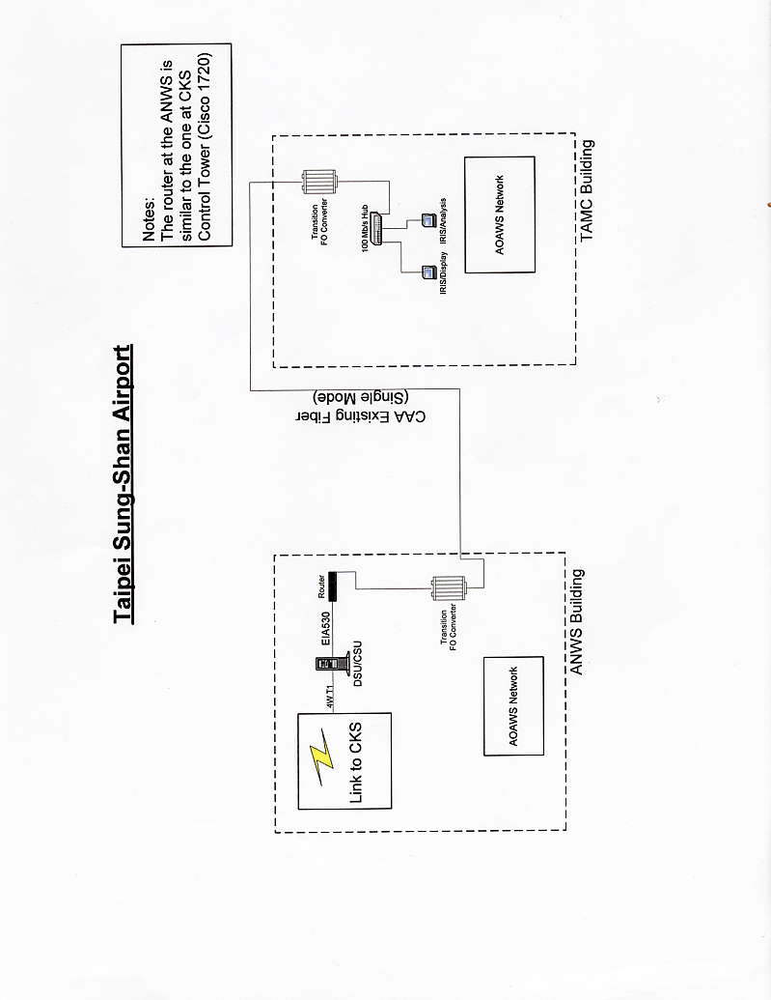 Taipei Sung-Shan Airport
Notes:
The router at the ANWS is
similar to the one at CKS
Control Tower (Cisco 1720)
Link to CKS
4W T1
DSU/CSU
EIA530
Router
Transition
FO Converter
AOAWS Network
ANWS Building
CAA Existing Fiber
(Single Mode)
Transition
FO Converter
100 Mb/s Hub
IRIS/Display
IRIS/Analysis
AOAWS Network
TAMC Building